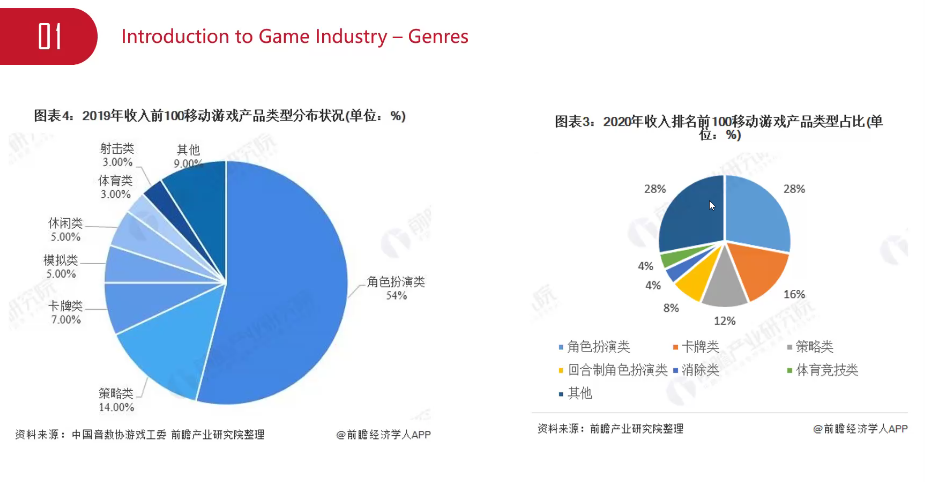 01
Introduction to Game Industry – Genres
图表4：2019年收入前100移动游戏产品类型分布状况(单位：%)
射击类
3.00%
其他
9.00%
体育类
3.00%
休闲类
5.00%
模拟类
5.00%
卡牌类
7.00%
策略类
14.00%
角色扮演类
54%
资料来源：中国音数协游戏工委 前瞻产业研究院整理
@前瞻经济学人APP
图表3：2020年收入排名前100移动游戏产品类型占比(单
位：%)
28%
28%
4%
4%
8%
12%
16%
角色扮演类
卡牌类
策略类
回合制角色扮演类
消除类
体育竞技类
其他
资料来源：前瞻产业研究院整理
@前瞻经济学人APP
前瞻产业研究院